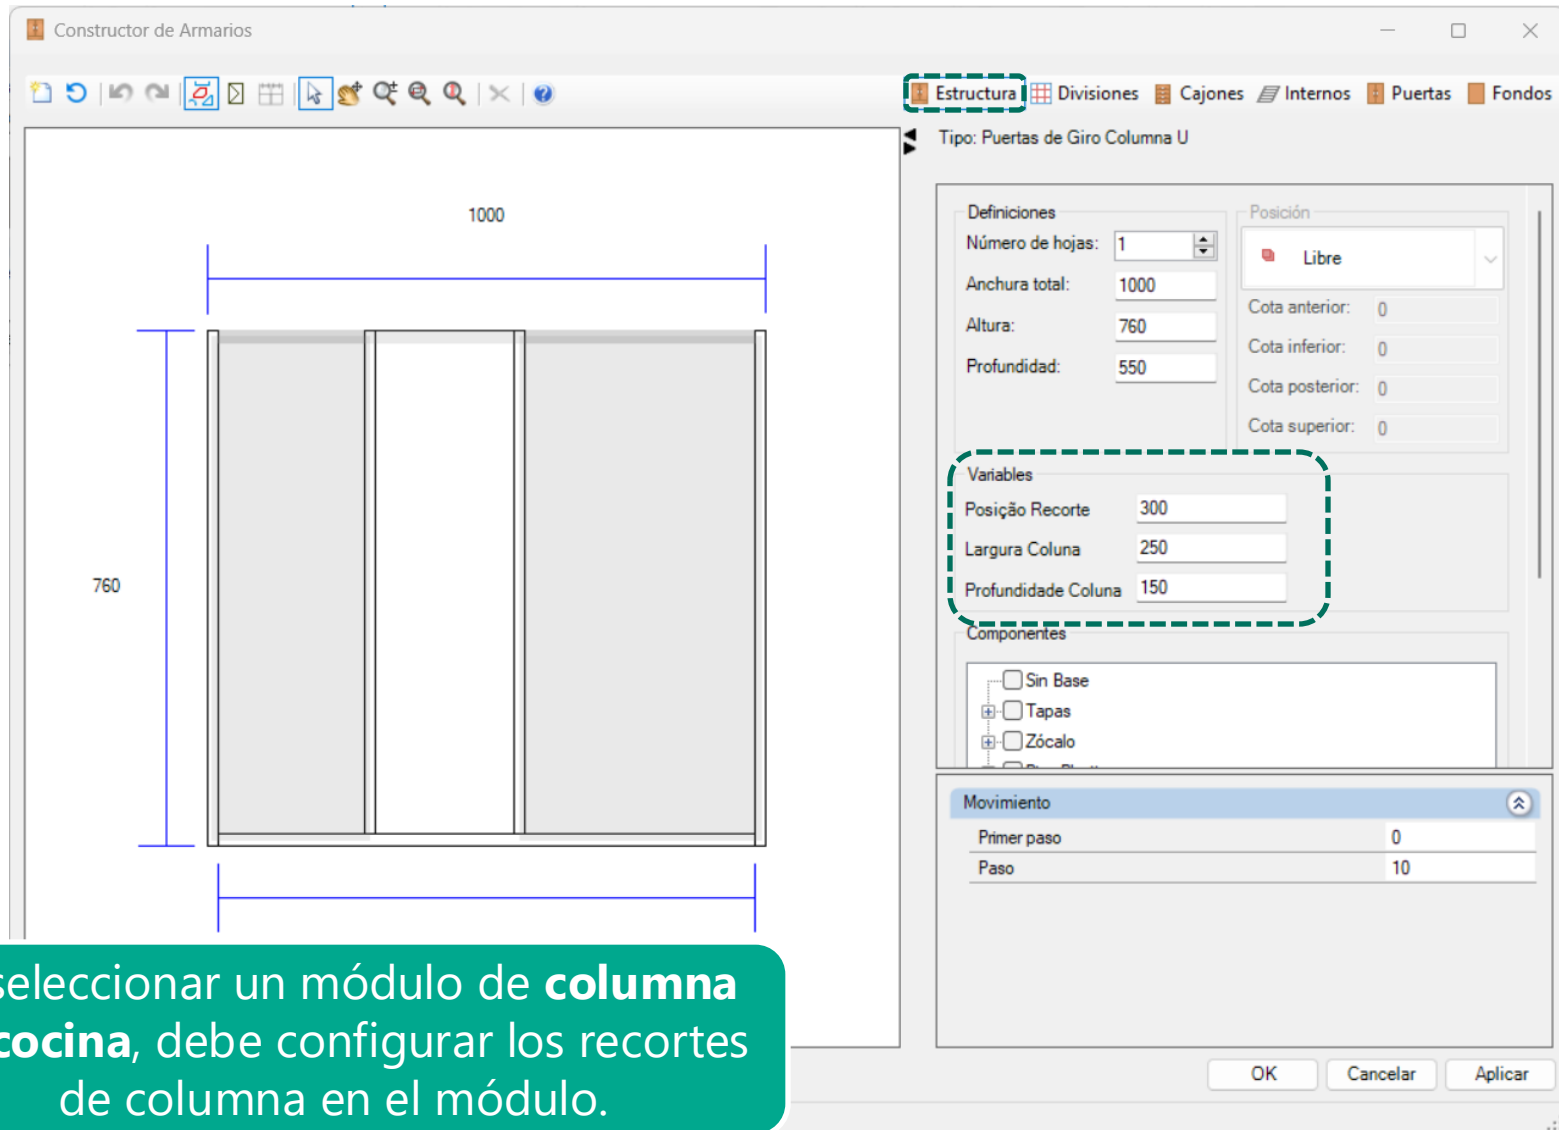 Constructor de Armarios
Estructura Divisiones Cajones Internos Puertas Fondos
Tipo: Puertas de Giro Columna U
1000
760
Definiciones
Número de hojas: 1
Anchura total: 1000
Altura: 760
Profundidad: 550
Posición
Libre
Cota anterior: 0
Cota inferior: 0
Cota posterior: 0
Cota superior: 0
Variables
Posição Recorte 300
Largura Coluna 250
Profundidade Coluna 150
Componentes
Sin Base
Tapas
Zócalo
Movimiento
Primer paso 0
Paso 10
seleccionar un módulo de columna
cocina, debe configurar los recortes
de columna en el módulo.
OK Cancelar Aplicar